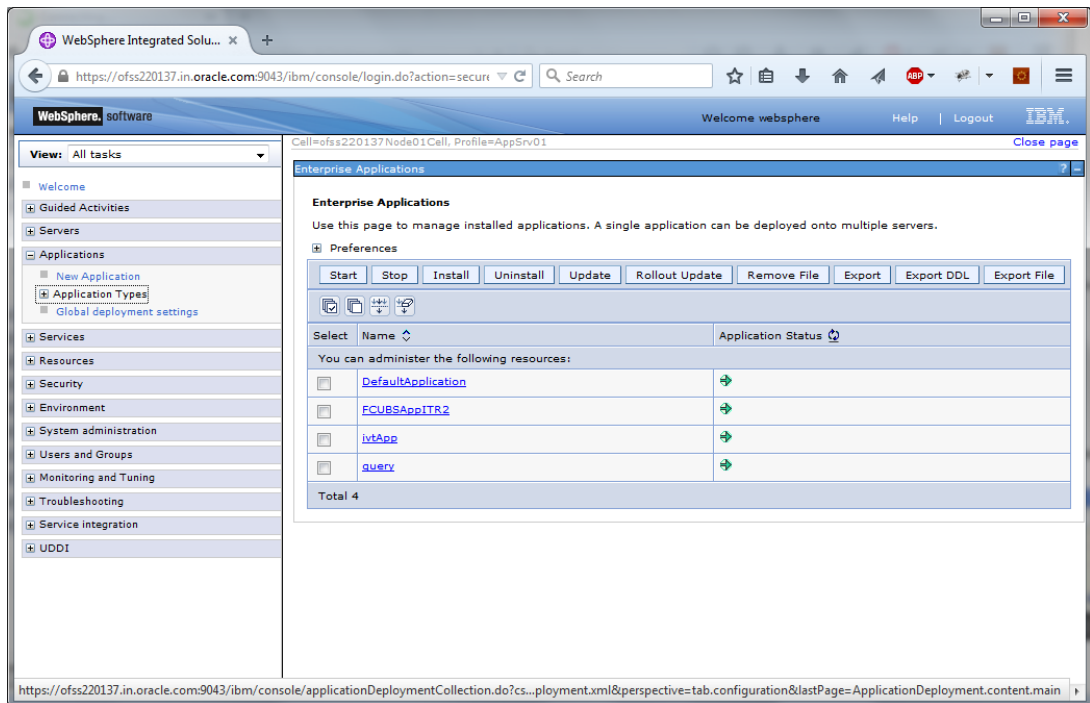 WebSphere Integrated Solu... × +
https://ofss220137.in.oracle.com:9043/ibm/console/login.do?action=secure Search ABP
WebSphere. software Welcome websphere Help | Logout IBM.
View: All tasks
Cell=ofss220137Node01Cell, Profile=AppSrv01 Close page
Welcome
Guided Activities
Servers
Applications
New Application
Application Types
Global deployment settings
Services
Resources
Security
Environment
System administration
Users and Groups
Monitoring and Tuning
Troubleshooting
Service integration
UDDI
Enterprise Applications ? -
Enterprise Applications
Use this page to manage installed applications. A single application can be deployed onto multiple servers.
Preferences
Start Stop Install Uninstall Update Rollout Update Remove File Export Export DDL Export File
Select Name Application Status
You can administer the following resources:
DefaultApplication
FCUBSAppITR2
ivtApp
query
Total 4
https://ofss220137.in.oracle.com:9043/ibm/console/applicationDeploymentCollection.do?cs...ployment.xml&perspective=tab.configuration&lastPage=ApplicationDeployment.content.main